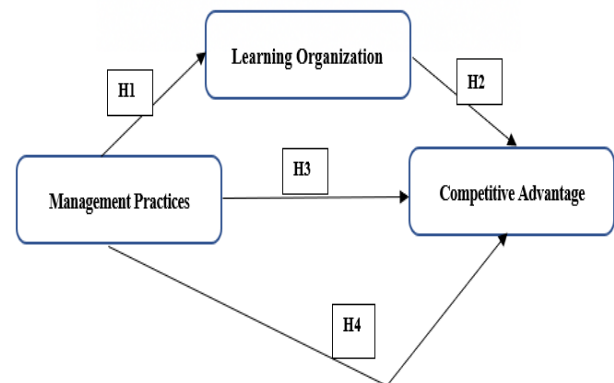 Learning Organization
H1
H2
H3
Management Practices
Competitive Advantage
H4